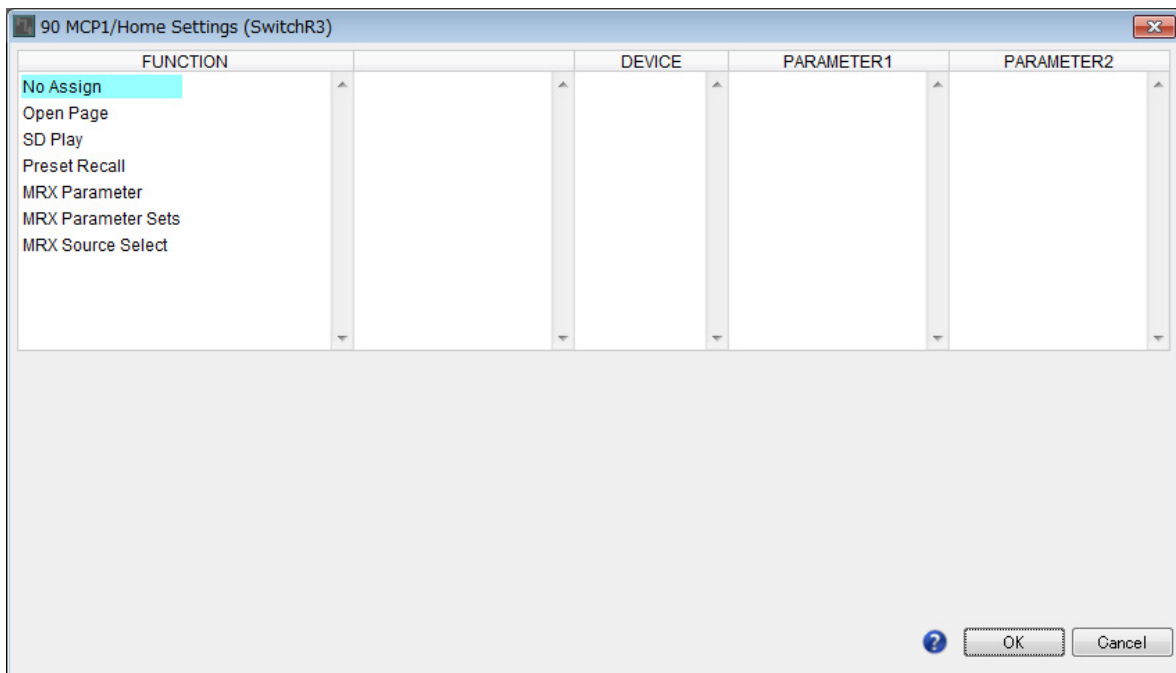 90 MCP1/Home Settings (SwitchR3)
FUNCTION DEVICE PARAMETER1 PARAMETER2
No Assign
Open Page
SD Play
Preset Recall
MRX Parameter
MRX Parameter Sets
MRX Source Select
? OK Cancel